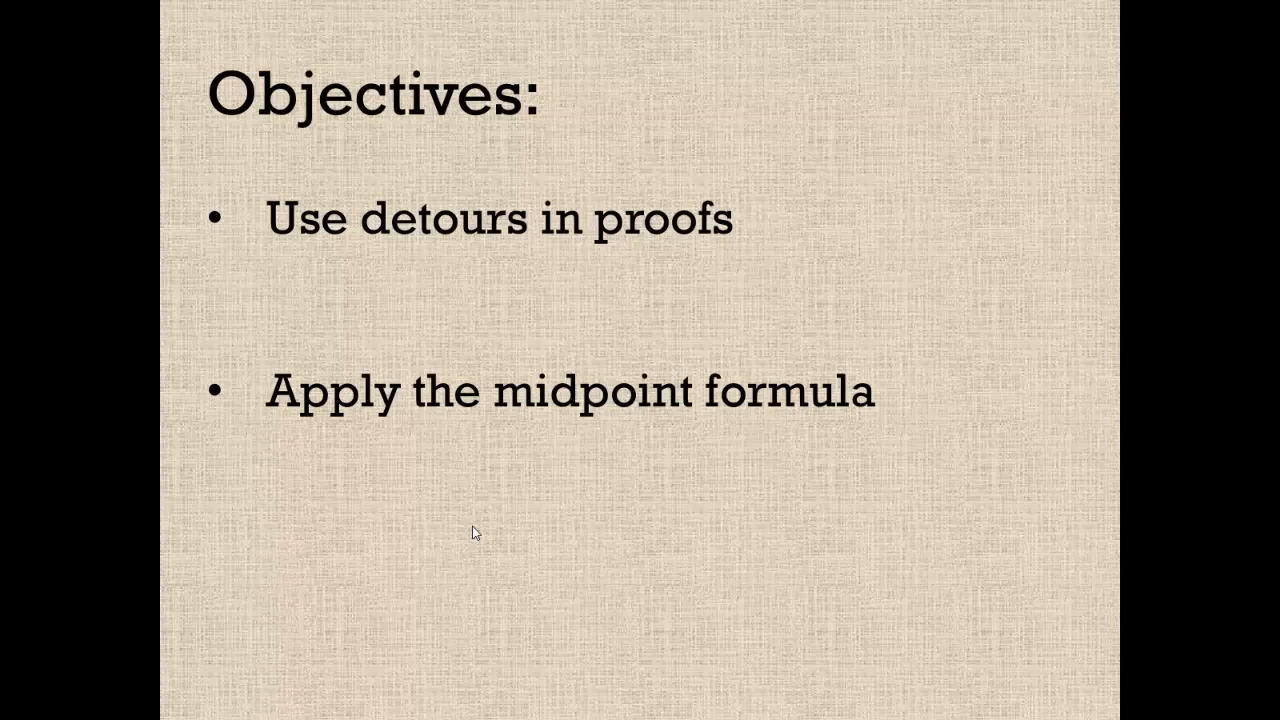 Objectives:
• Use detours in proofs
• Apply the midpoint formula